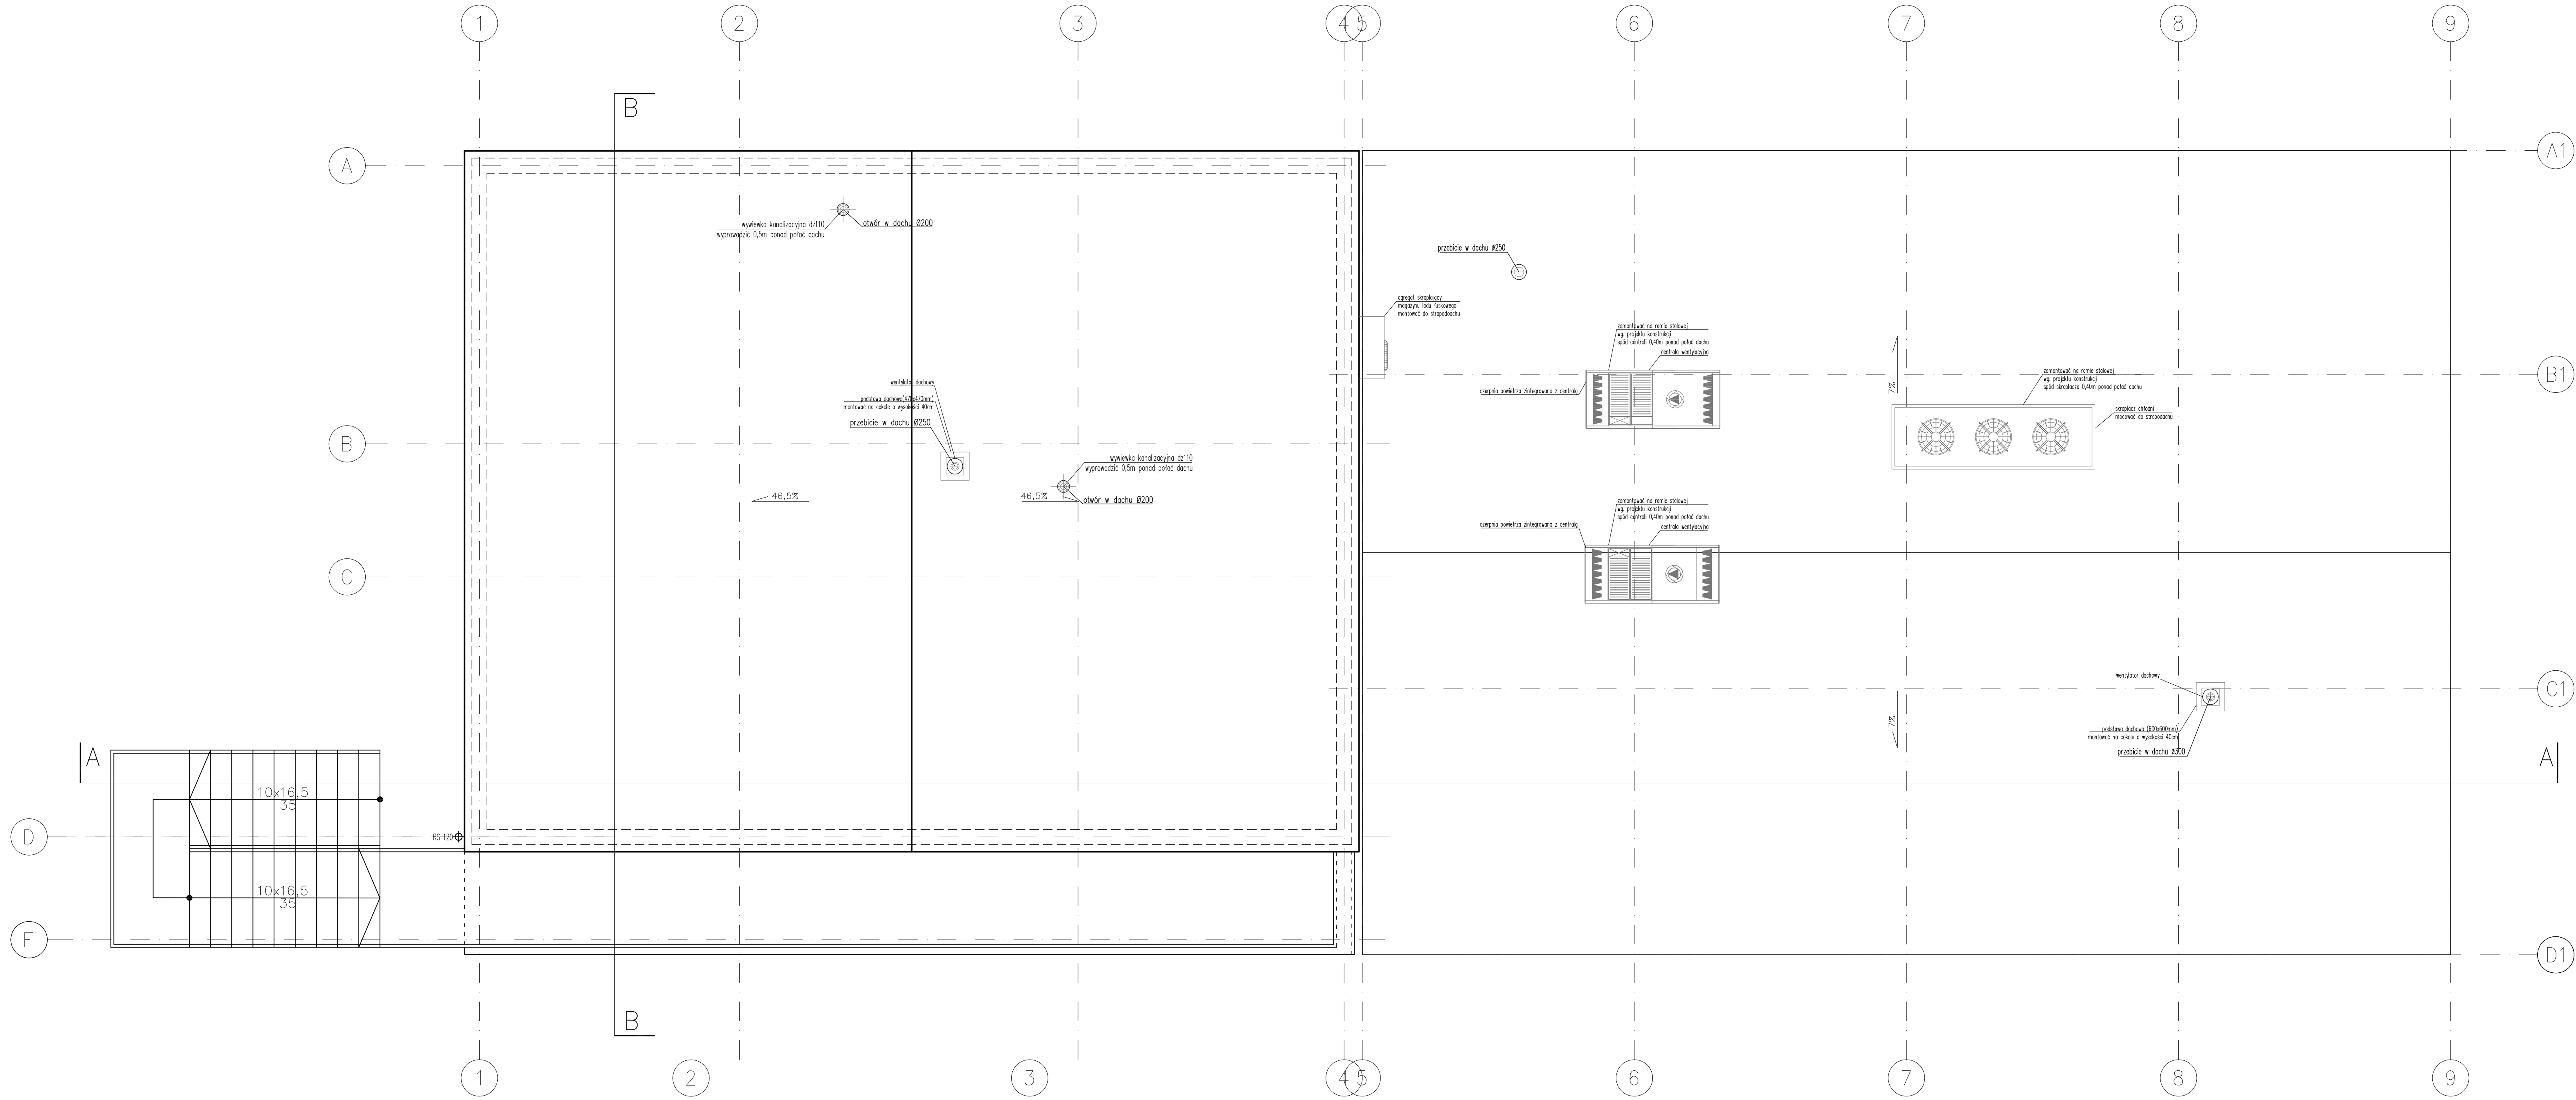 1
2
3
4
5
6
7
8
9
B
A
A1
wywiewka kanalizacyjna dz110
wyprowadzić 0,5m ponad połać dachu
otwór w dachu Ø200
przebicie w dachu Ø250
agregat skraplający
magazynu lodu łuskowego
montować do stropodoachu
zamontować na ramie stalowej
wg. projektu konstrukcji
spód centrali 0,40m ponad połać dachu
centrala wentylacyjna
czerpnia powietrza zintegrowana z centralą
7%
zamontować na ramie stalowej
wg. projektu konstrukcji
spód skraplacza 0,40m ponad połać dachu
skraplacz chłodni
mocować do stropodachu
B1
wentylator dachowy
podstawa dachowa(470x470mm)
montować na cokole o wysokości 40cm
przebicie w dachu Ø250
B
wywiewka kanalizacyjna dz110
wyprowadzić 0,5m ponad połać dachu
46,5%
46,5%
otwór w dachu Ø200
zamontować na ramie stalowej
wg. projektu konstrukcji
spód centrali 0,40m ponad połać dachu
centrala wentylacyjna
czerpnia powietrza zintegrowana z centralą
C
C1
wentylator dachowy
7%
podstawa dachowa (600x600mm)
montować na cokole o wysokości 40cm
przebicie w dachu Ø300
A
A
10x16,5
35
D
RS 120
10x16,5
35
E
D1
B
1
2
3
4
5
6
7
8
9